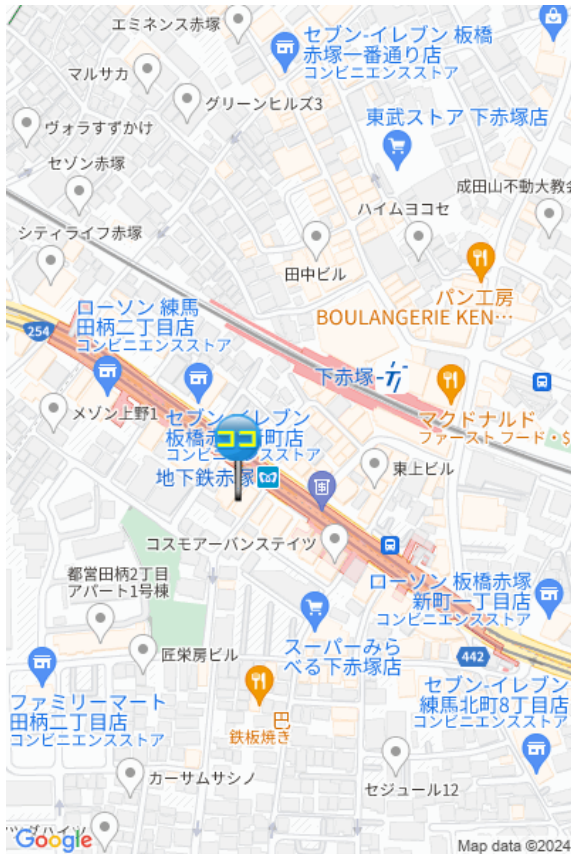 エミネンス赤塚
セブン-イレブン 板橋
赤塚一番通り店
コンビニエンスストア
マルサカ
グリーンヒルズ3
ヴォラすずかけ
東武ストア 下赤塚店
セゾン赤塚
成田山不動大教会
ハイムヨコセ
シティライフ赤塚
田中ビル
パン工房
BOULANGERIE KEN…
ローソン 練馬
田柄二丁目店
コンビニエンスストア
254
下赤塚
メゾン上野1
セブン-イレブン
マクドナルド
ファースト フード・$
ココ
地下鉄赤塚
東上ビル
コスモアーバンステイツ
都営田柄2丁目
アパート1号棟
ローソン 板橋赤塚
新町一丁目店
コンビニエンスストア
匠栄房ビル
スーパーみら
べる下赤塚店
442
ファミリーマート
田柄二丁目店
コンビニエンスストア
セブン-イレブン
練馬北町8丁目店
コンビニエンスストア
巴
鉄板焼き
カーサムサシノ
セジュール12
Google
Map data ©2024